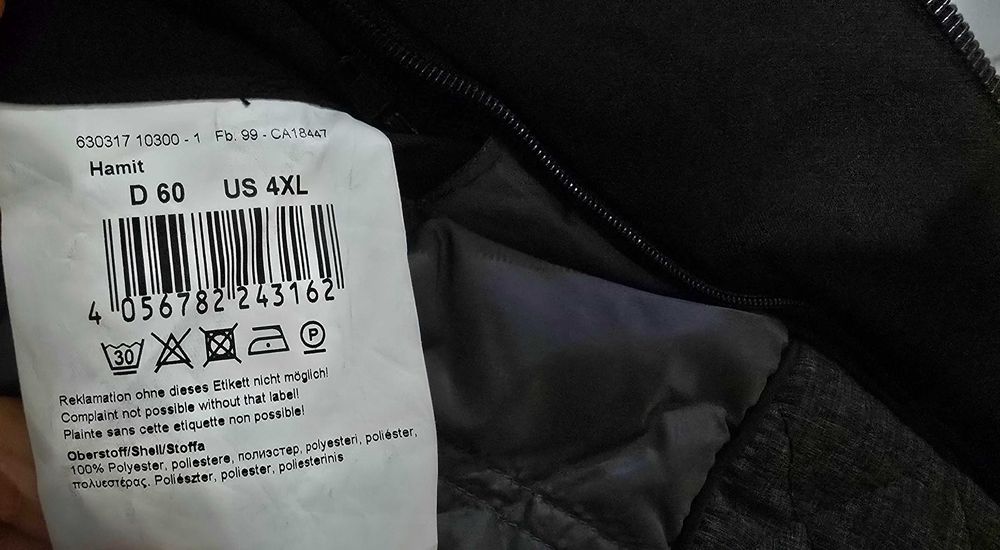 630317 10300 - 1 Fb. 99 - CA18447
Hamit
D 60 US 4XL
4 056782 243162
30 P
Reklamation ohne dieses Etikett nicht möglich!
Complaint not possible without that label!
Plainte sans cette etiquette non possible!
Oberstoff/Shell/Stoffa
100% Polyester, poliestere, полиэстер, polyesteri, poliéster,
πολυεστέρας. Poliészter, poliester, poliesterinis